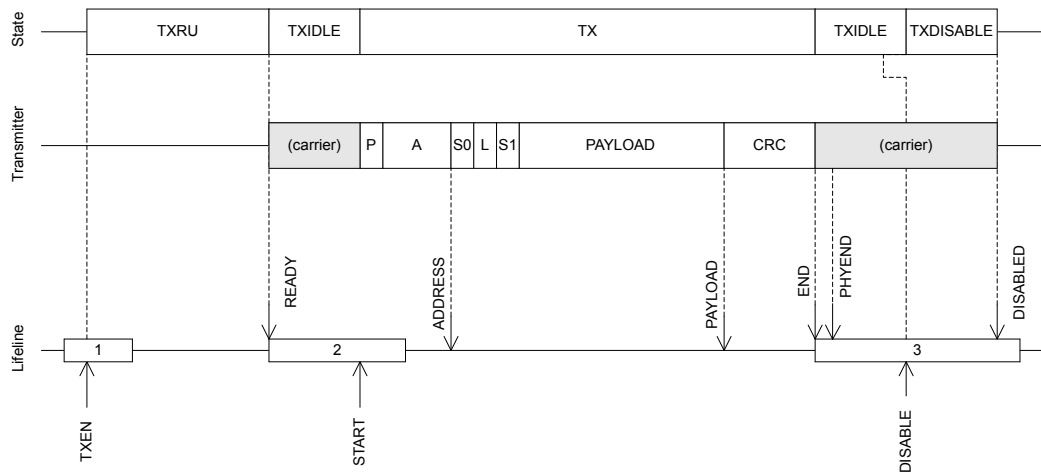 State
TXRU
TXIDLE
TX
TXIDLE
TXDISABLE
Transmitter
(carrier)
P
A
S0
L
S1
PAYLOAD
CRC
(carrier)
READY
ADDRESS
PAYLOAD
END
PHYEND
DISABLED
Lifeline
1
2
3
TXEN
START
DISABLE